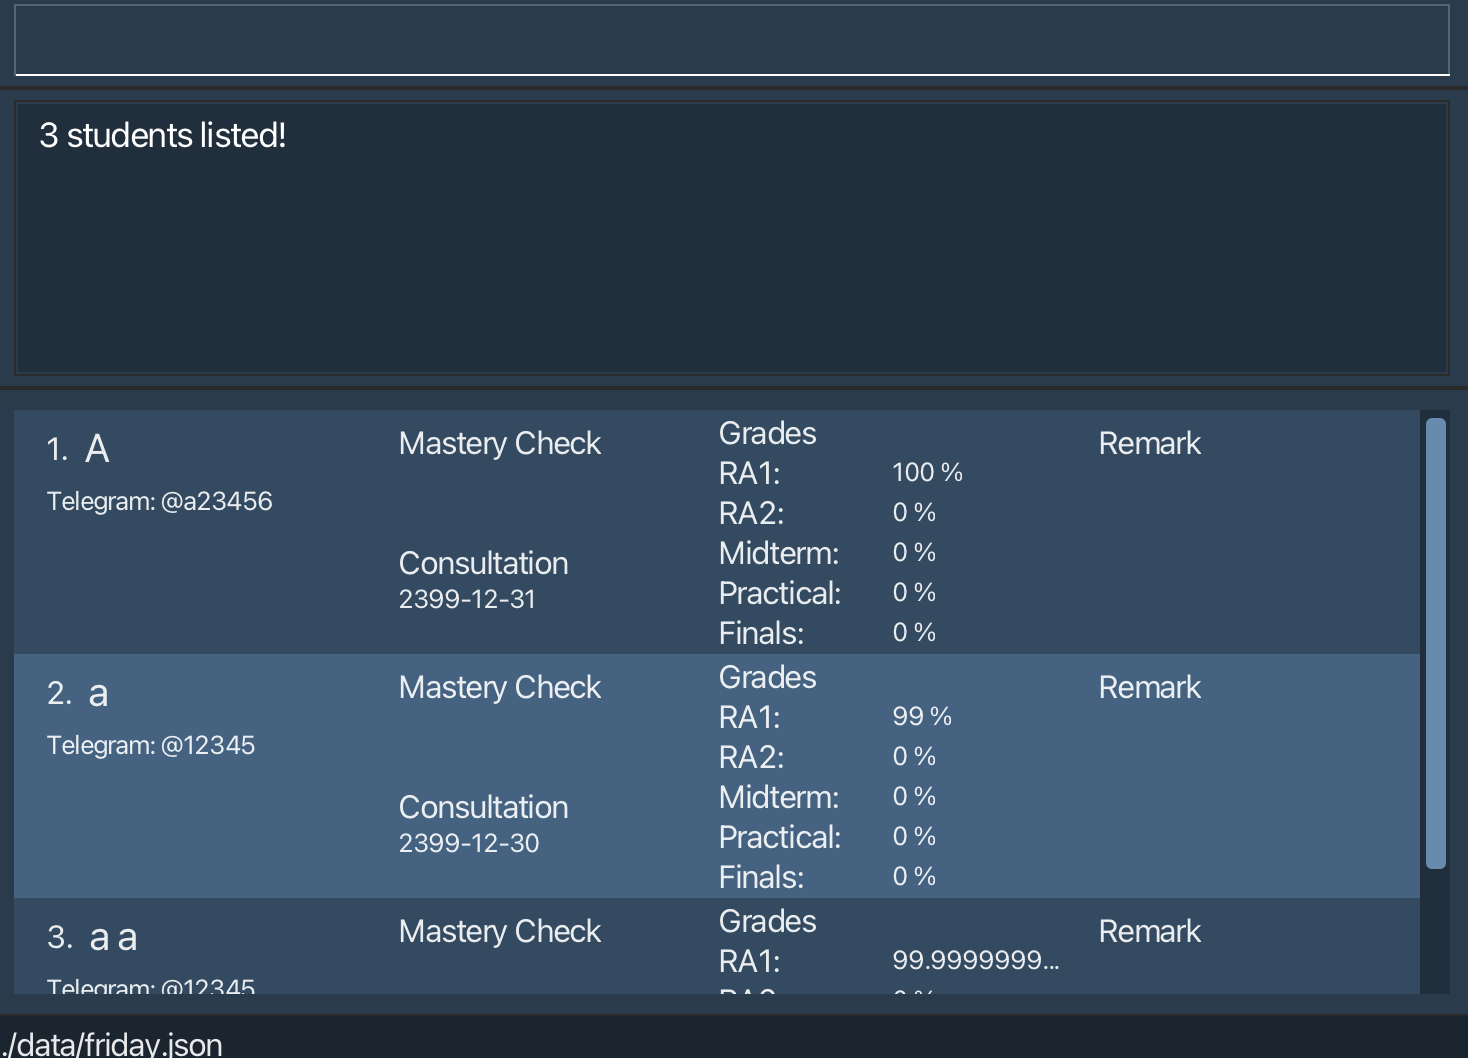 3 students listed!
1. A
Telegram: @a23456
Mastery Check
Consultation
2399-12-31
Grades
RA1: 100 %
RA2: 0 %
Midterm: 0 %
Practical: 0 %
Finals: 0 %
Remark
2. a
Telegram: @12345
Mastery Check
Consultation
2399-12-30
Grades
RA1: 99 %
RA2: 0 %
Midterm: 0 %
Practical: 0 %
Finals: 0 %
Remark
3. a a
Telegram: @12345
Mastery Check
Grades
RA1: 99.9999999...
RA2: 0 %
Remark
./data/friday.json